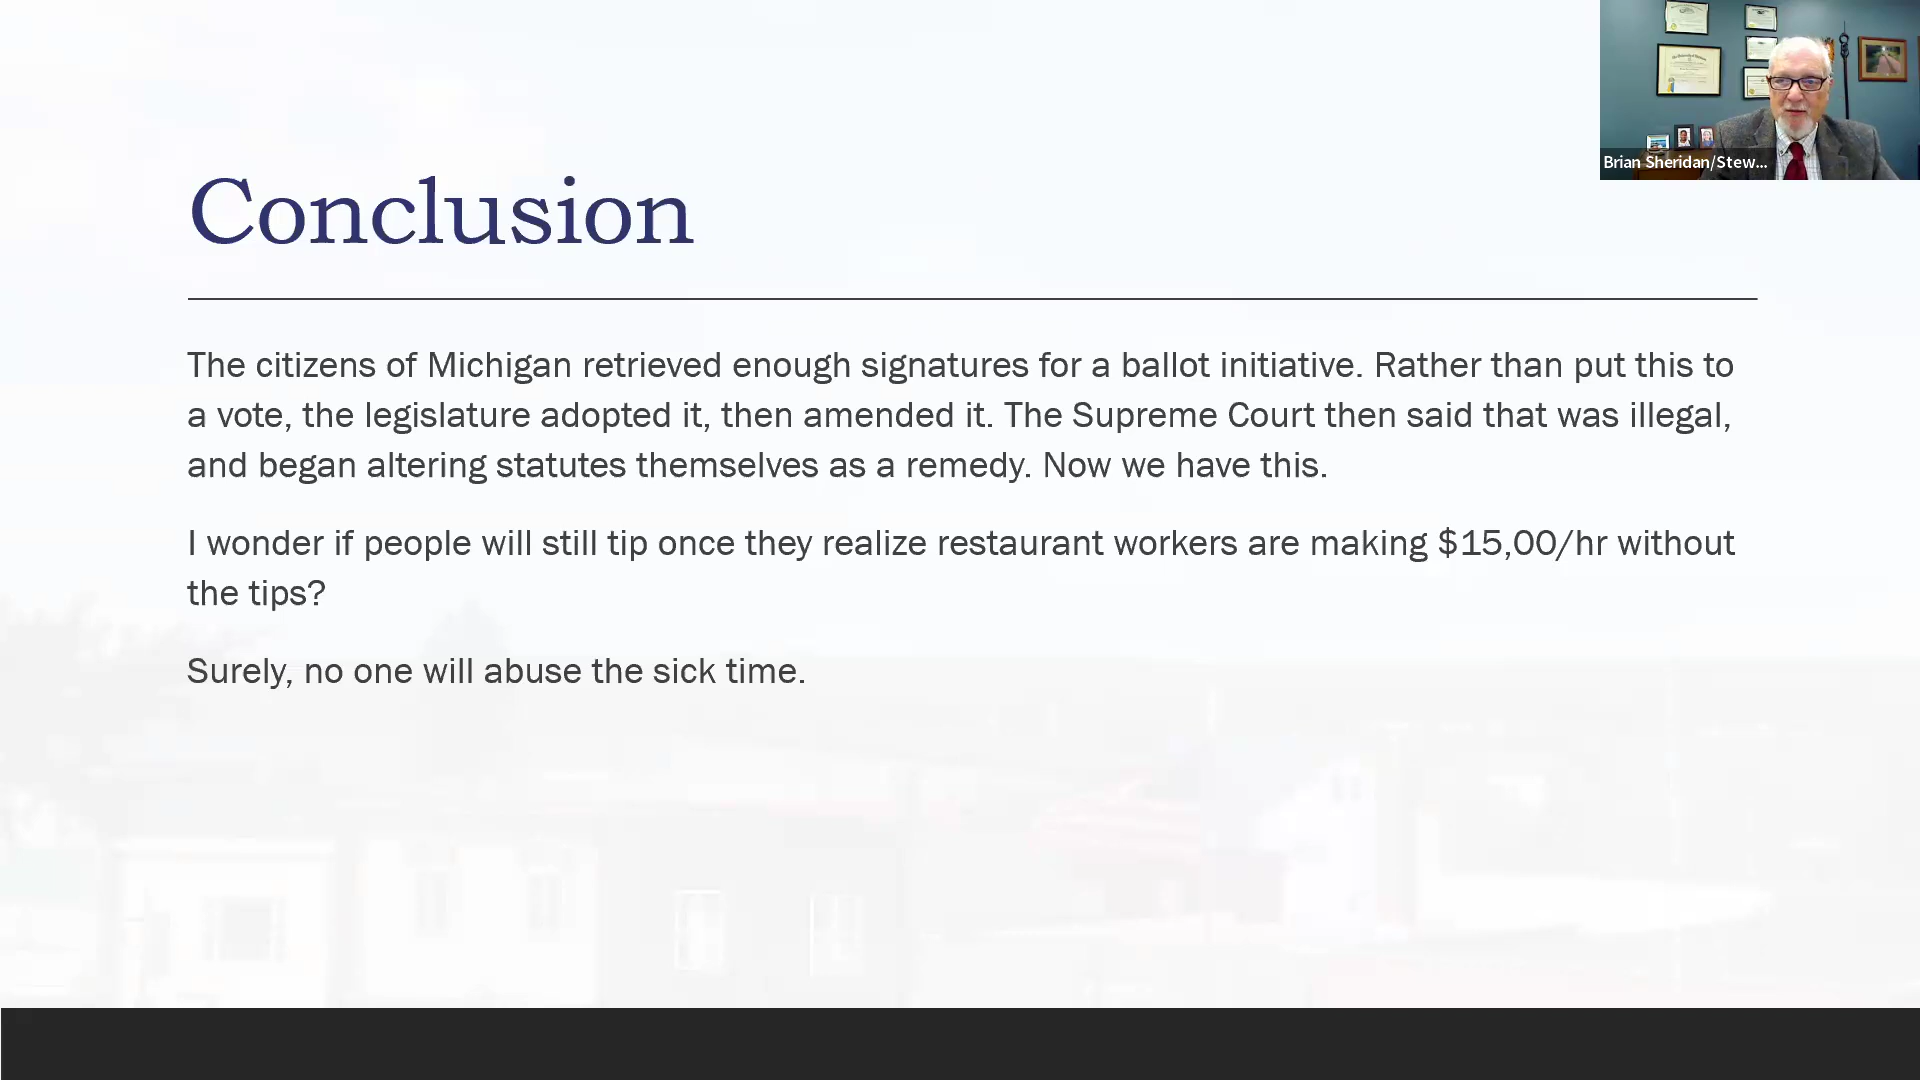 Brian Sheridan/Stew...
Conclusion
The citizens of Michigan retrieved enough signatures for a ballot initiative. Rather than put this to
a vote, the legislature adopted it, then amended it. The Supreme Court then said that was illegal,
and began altering statutes themselves as a remedy. Now we have this.
I wonder if people will still tip once they realize restaurant workers are making $15,00/hr without
the tips?
Surely, no one will abuse the sick time.